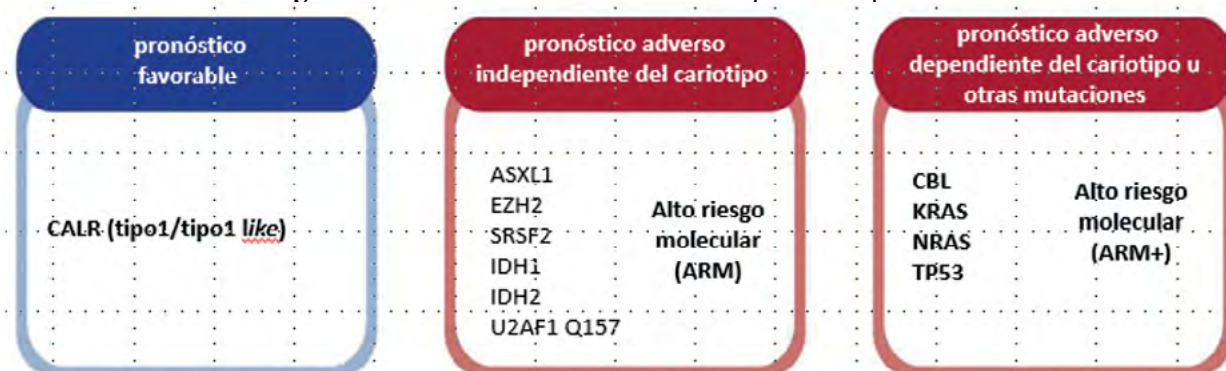 pronóstico
favorable
CALR (tipo1/tipo1 like)
pronóstico adverso
independiente del cariotipo
ASXL1
EZH2
SRSF2
IDH1
IDH2
U2AF1 Q157
Alto riesgo
molecular
(ARM)
pronóstico adverso
dependiente del cariotipo u
otras mutaciones
CBL
KRAS
NRAS
TP53
Alto riesgo
molecular
(ARM+)